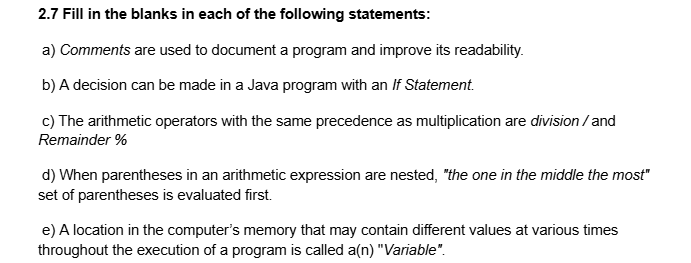 2.7 Fill in the blanks in each of the following statements:
a) Comments are used to document a program and improve its readability.
b) A decision can be made in a Java program with an If Statement.
c) The arithmetic operators with the same precedence as multiplication are division / and
Remainder %
d) When parentheses in an arithmetic expression are nested, "the one in the middle the most"
set of parentheses is evaluated first.
e) A location in the computer's memory that may contain different values at various times
throughout the execution of a program is called a(n) "Variable".